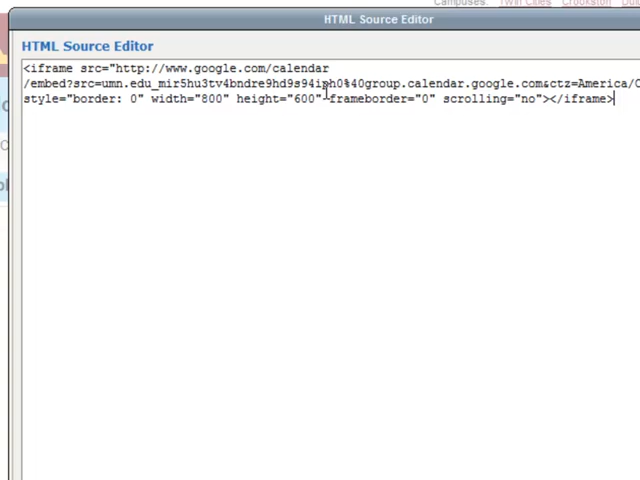 Campuses: Twin Cities Crookston
HTML Source Editor
HTML Source Editor
<iframe src="http://www.google.com/calendar
/embed?src=umn.edu_mir5hu3tv4bndre9hd9s94iph0%40group.calendar.google.com&ctz=America/C
style="border: 0" width="800" height="600" frameborder="0" scrolling="no"></iframe>